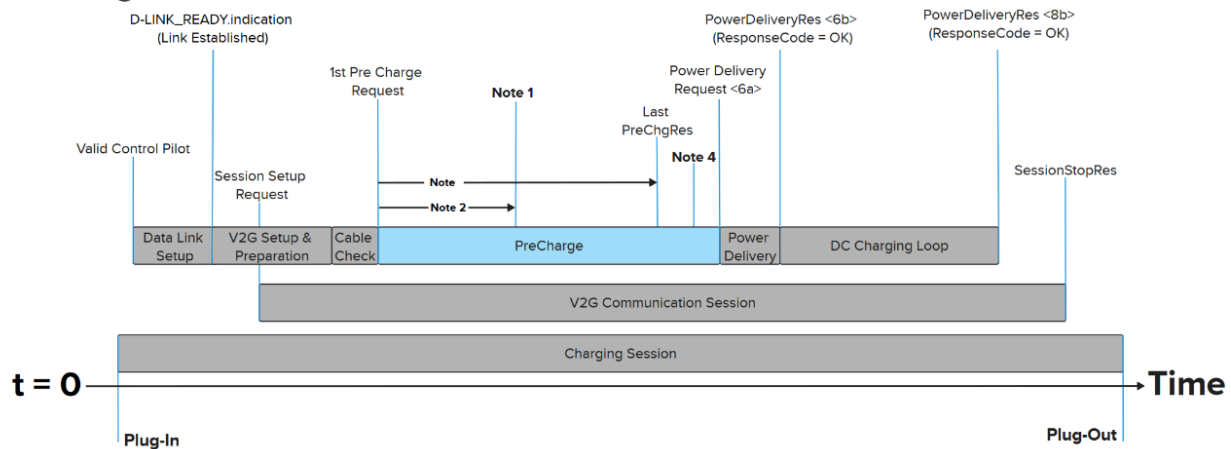 D-LINK_READY.indication
(Link Established)
PowerDeliveryRes <6b>
(ResponseCode = OK)
PowerDeliveryRes <8b>
(ResponseCode = OK)
1st Pre Charge
Request
Note 1
Power Delivery
Request <6a>
Last
PreChgRes
Valid Control Pilot
Note 4
Session Setup
Request
SessionStopRes
Note
Note 2
Data Link
Setup
V2G Setup &
Preparation
Cable
Check
PreCharge
Power
Delivery
DC Charging Loop
V2G Communication Session
Charging Session
t = 0
Time
Plug-In
Plug-Out